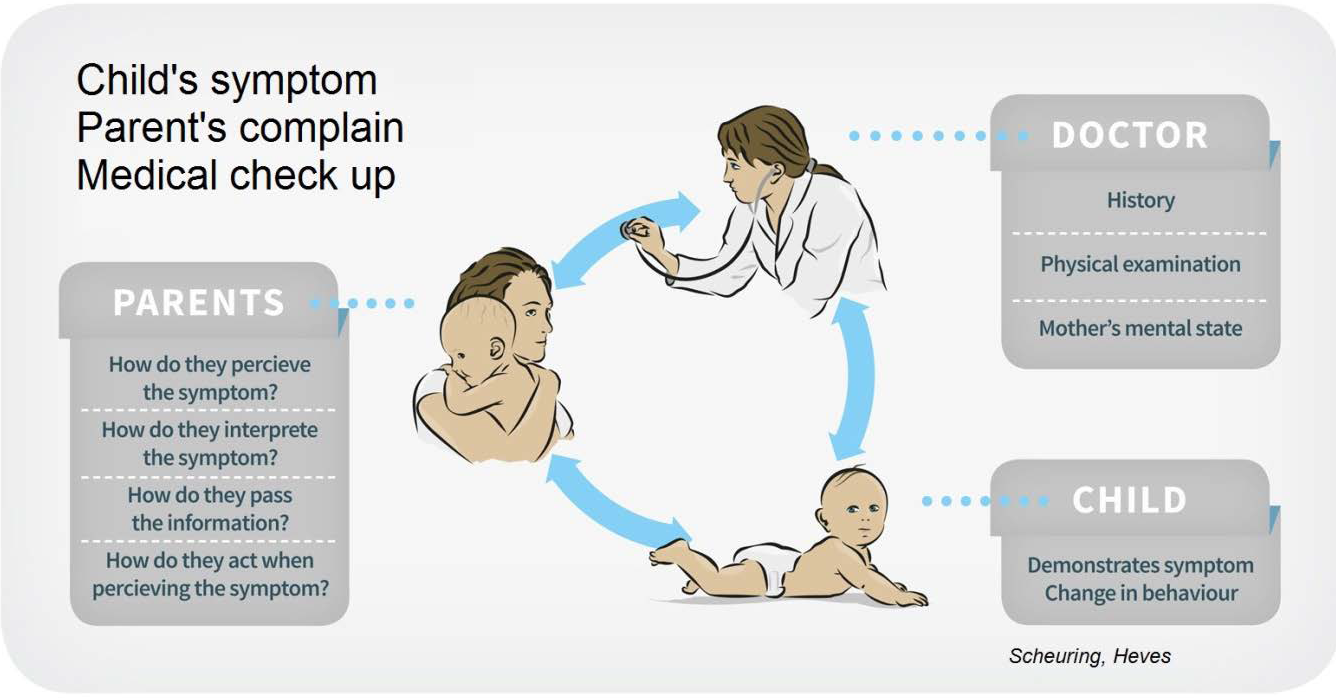 Child's symptom
Parent's complain
Medical check up
PARENTS
How do they percieve
the symptom?
How do they interprete
the symptom?
How do they pass
the information?
How do they act when
percieving the symptom?
DOCTOR
History
Physical examination
Mother's mental state
CHILD
Demonstrates symptom
Change in behaviour
Scheuring, Heves